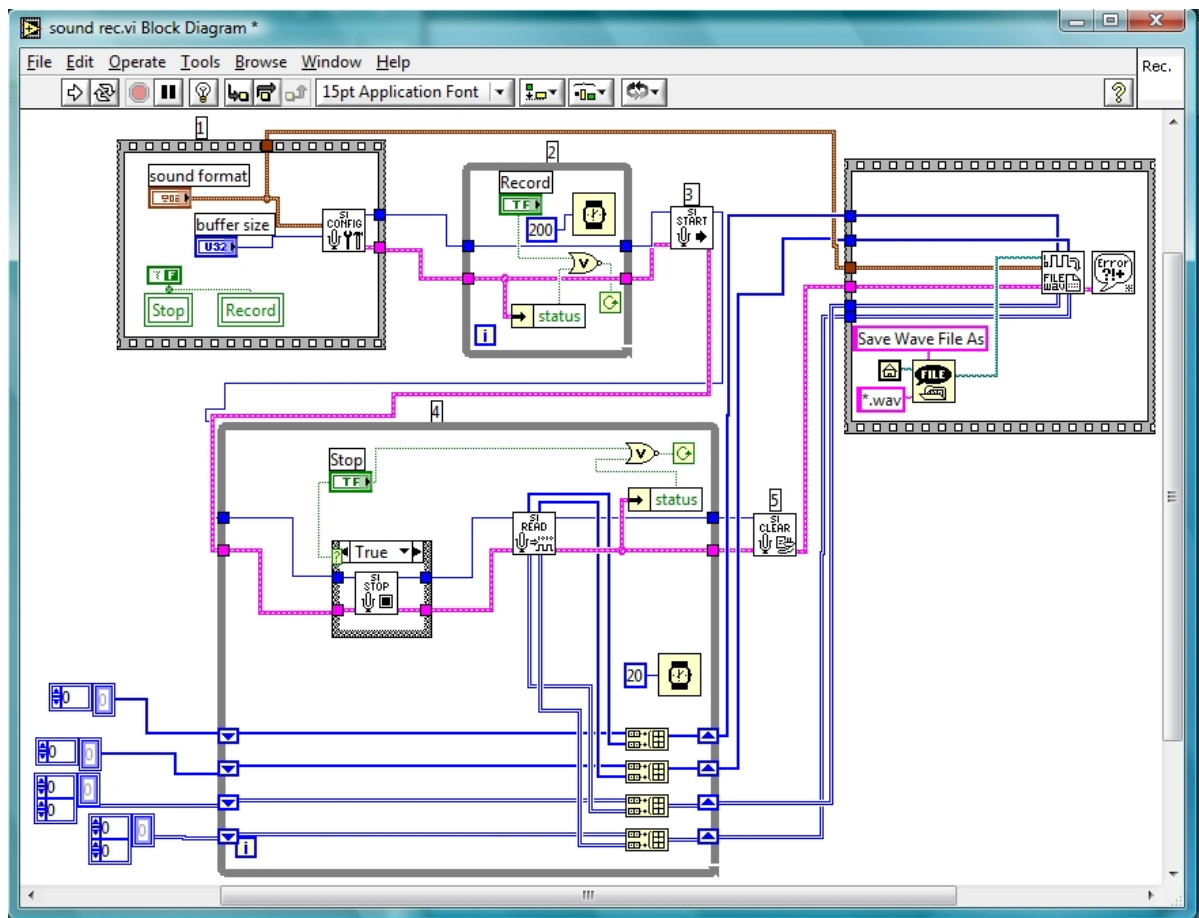 sound rec.vi Block Diagram *
File Edit Operate Tools Browse Window Help
Rec.
15pt Application Font
?
1
sound format
buffer size
U32
SI
CONFIG
T F
Stop
Record
2
Record
TF
200
V
status
i
3
SI
START
Save Wave File As
FILE
*.wav
FILE
wav
Error
?!+
4
Stop
TF
V
status
?
True
SI
STOP
SI
READ
5
SI
CLEAR
20
0
0
0
0
0
0
0
0
0
0
i